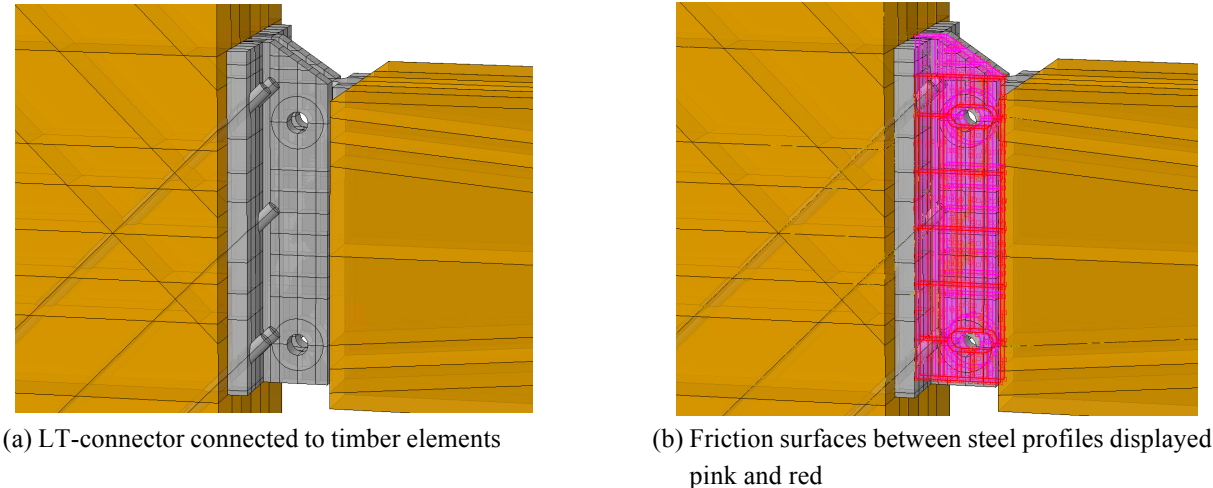 (a) LT-connector connected to timber elements
(b) Friction surfaces between steel profiles displayed
pink and red